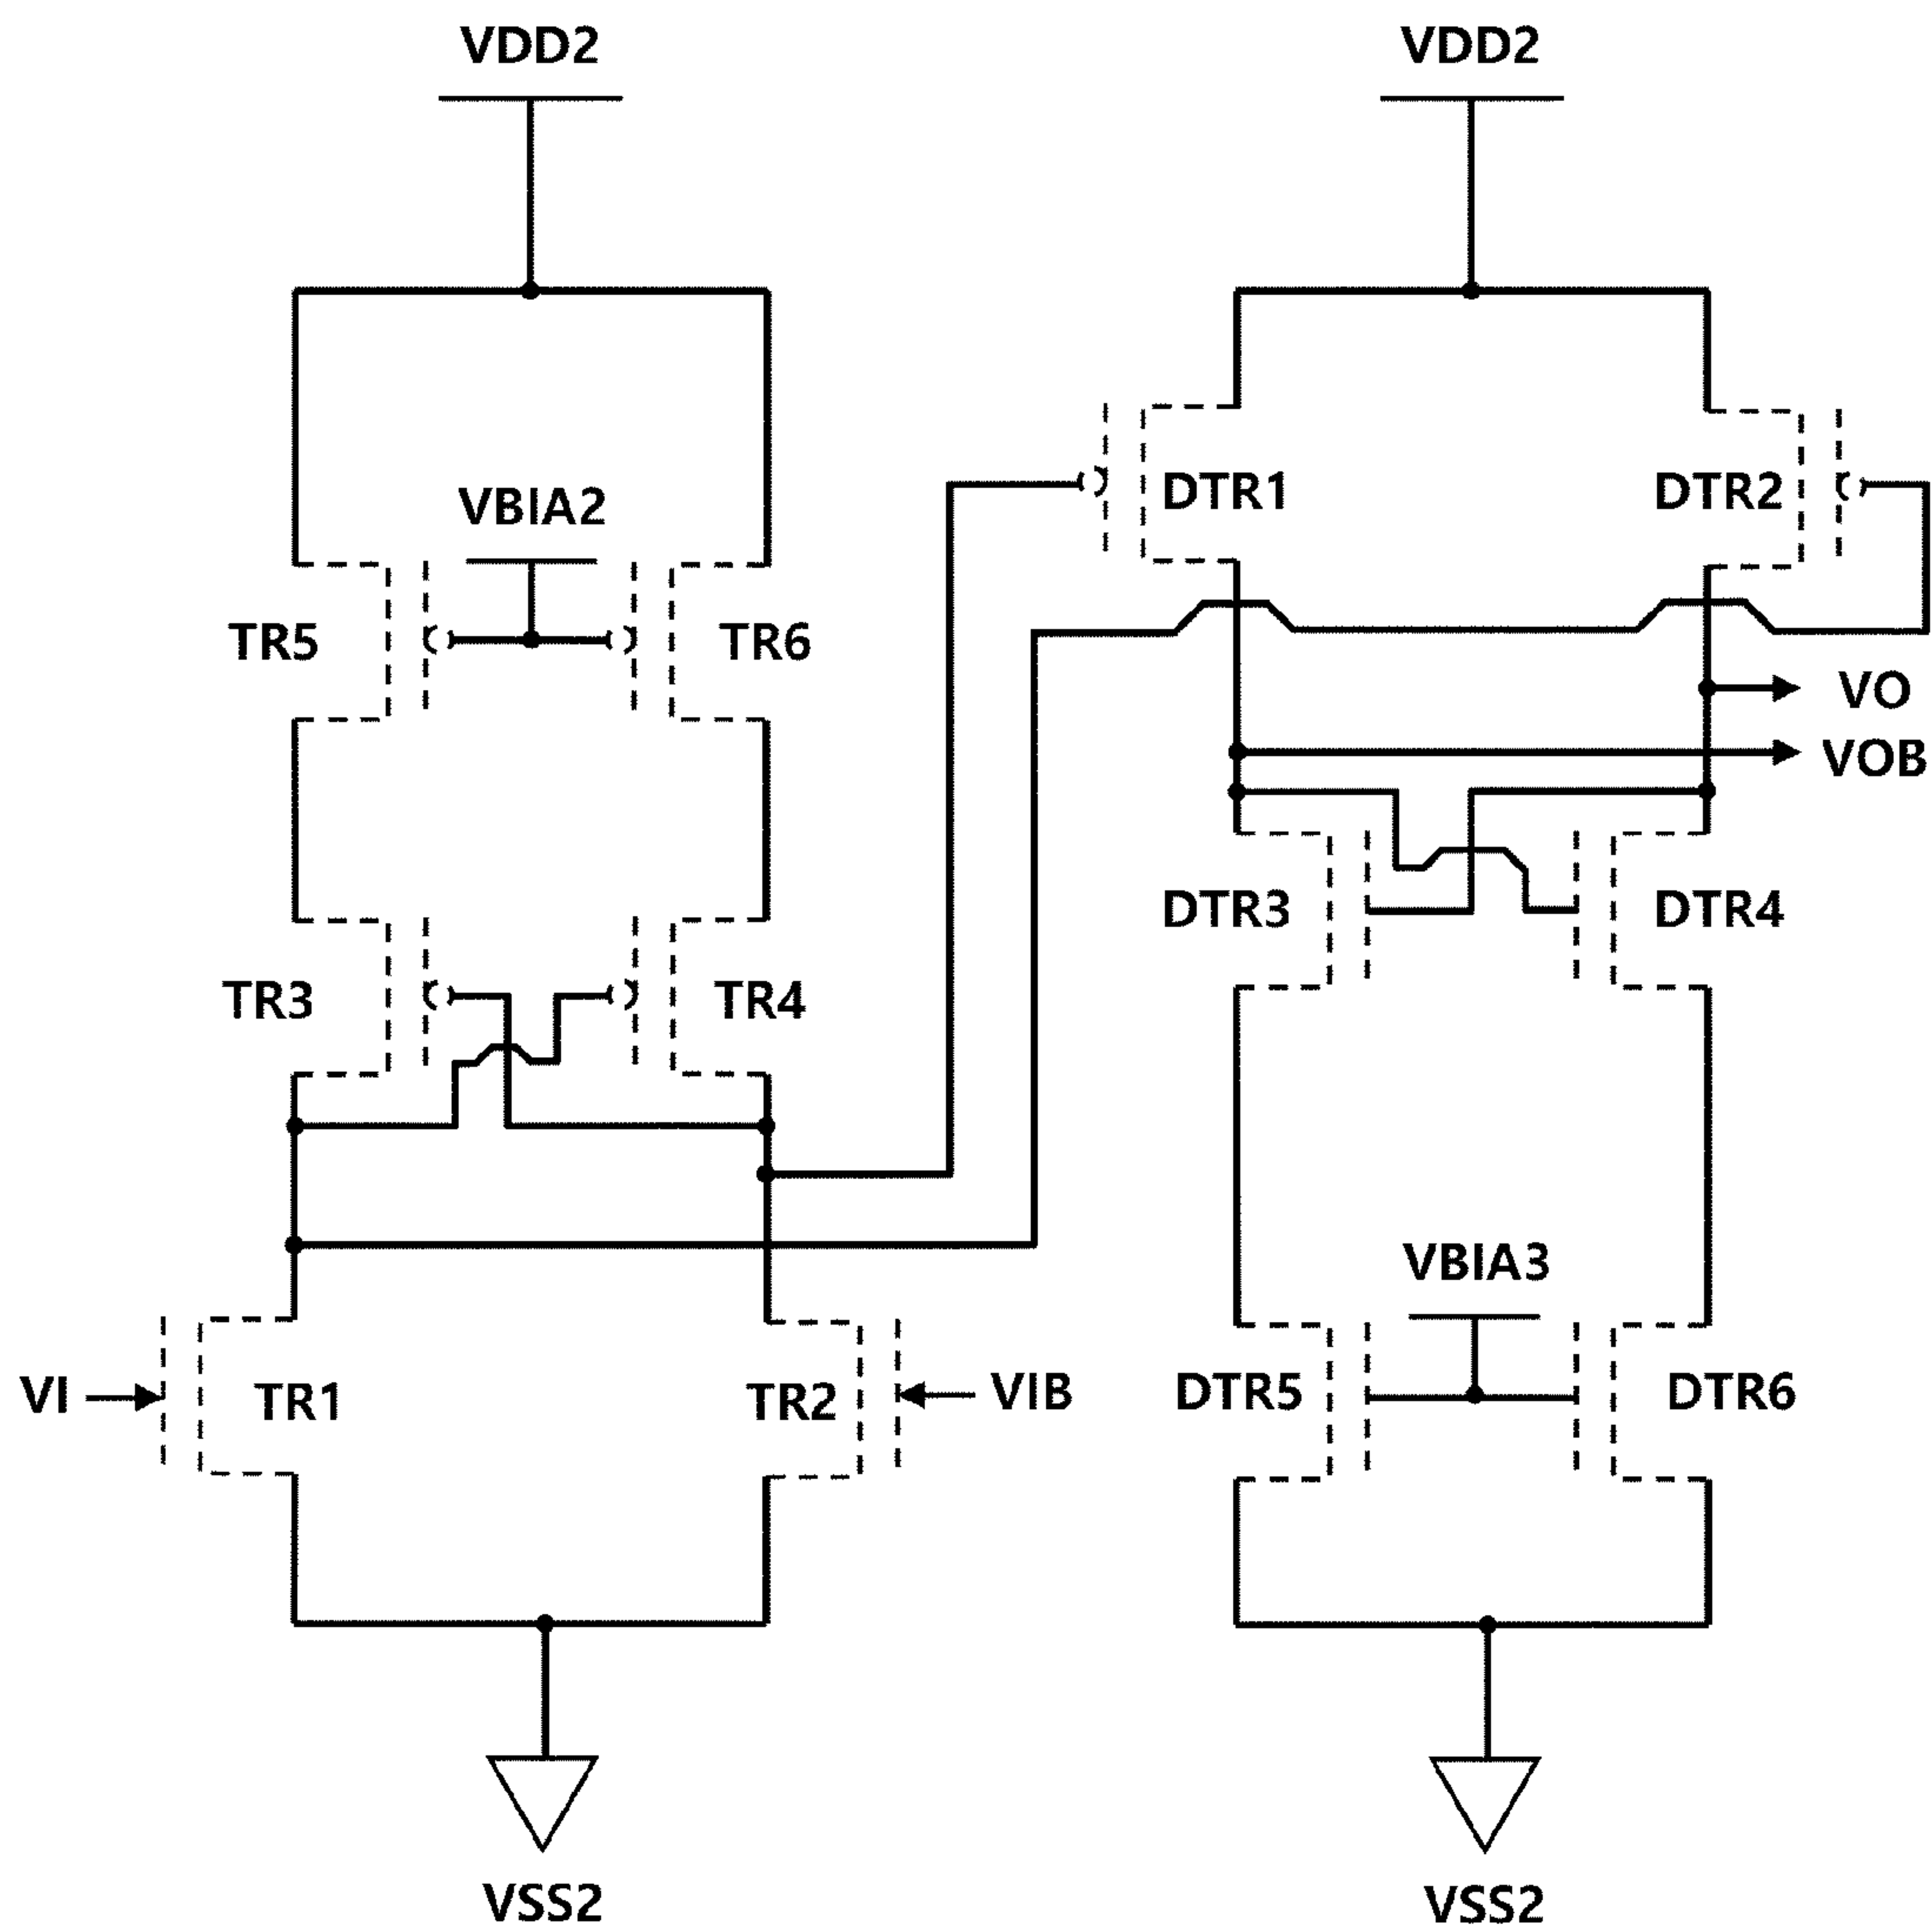 VDD2
VDD2
VBIA2
DTR1
DTR2
TR5
TR6
VO
VOB
DTR3
DTR4
TR3
TR4
VBIA3
VI
TR1
TR2
VIB
DTR5
DTR6
VSS2
VSS2